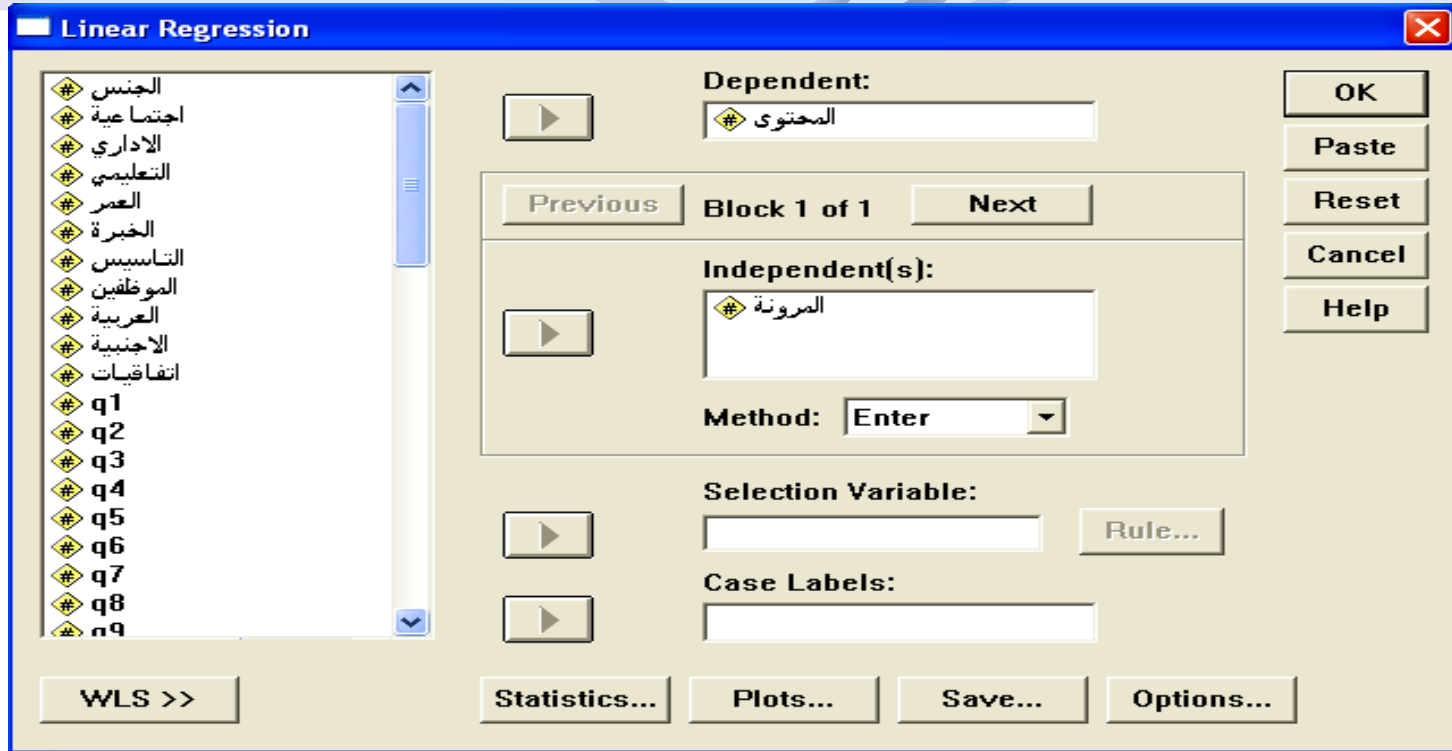 Linear Regression
الجنس
اجتماعية
الاداري
التعليمي
العمر
الخبرة
التاسيس
الموظفين
العربية
الاجنبية
اتفاقيات
q1
q2
q3
q4
q5
q6
q7
q8
q9
WLS >>
Dependent:
المحتوى
Previous
Block 1 of 1
Next
Independent(s):
المرونة
Method:
Enter
Selection Variable:
Rule...
Case Labels:
Statistics...
Plots...
Save...
Options...
OK
Paste
Reset
Cancel
Help